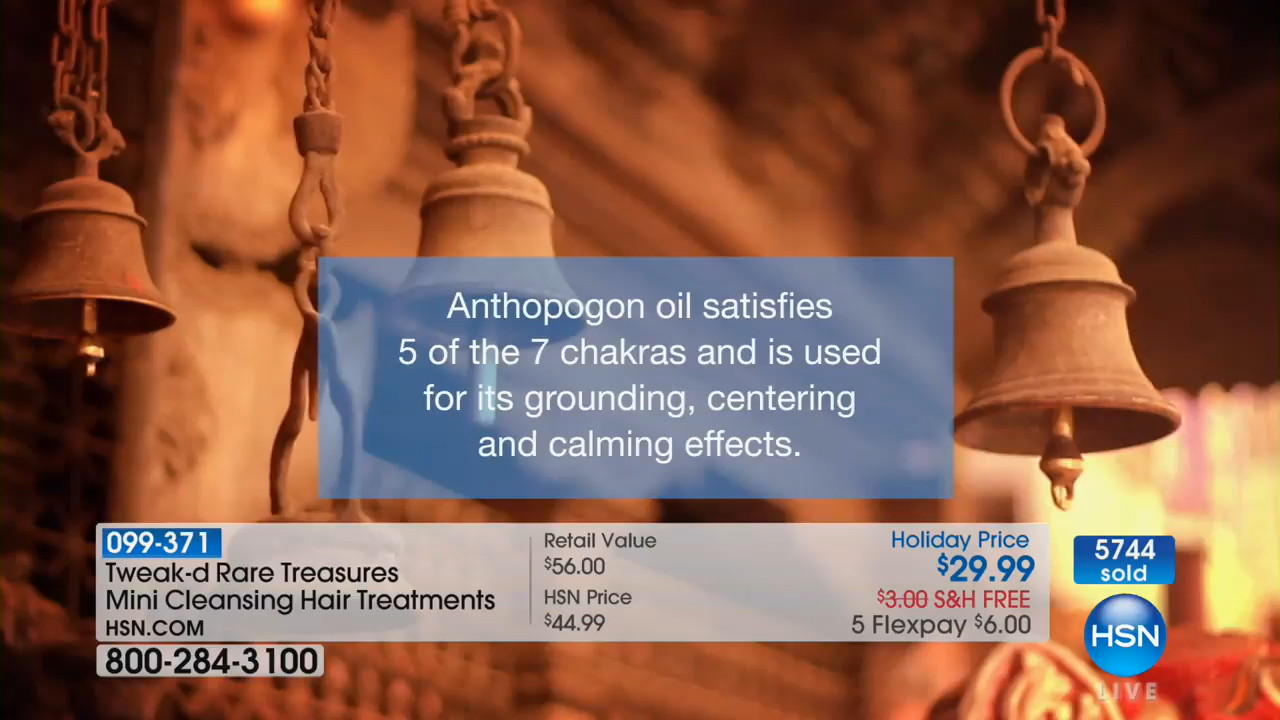 Anthopogon oil satisfies
5 of the 7 chakras and is used
for its grounding, centering
and calming effects.
099-371
Tweak-d Rare Treasures
Mini Cleansing Hair Treatments
HSN.COM
800-284-3100
Retail Value
$56.00
HSN Price
$44.99
Holiday Price
$29.99
$3.00 S&H FREE
5 Flexpay $6.00
5744
sold
HSN
LIVE